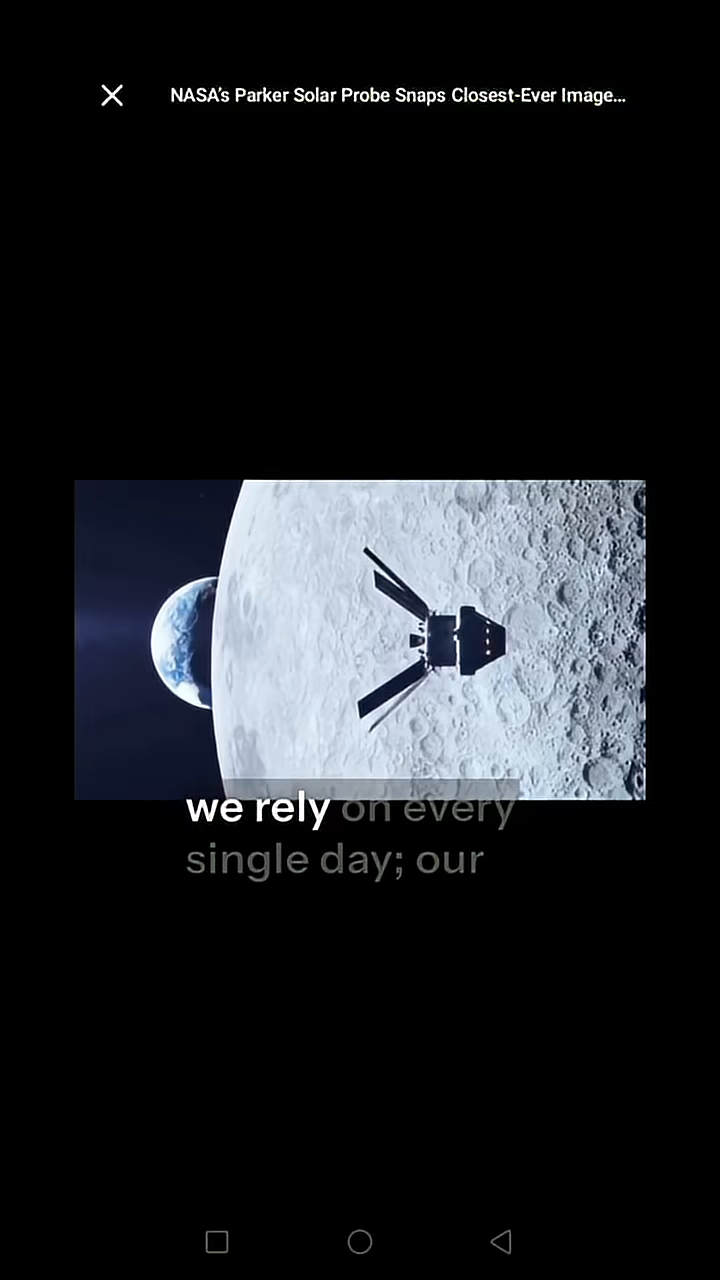 NASA's Parker Solar Probe Snaps Closest-Ever Image...
we rely on every
single day; our